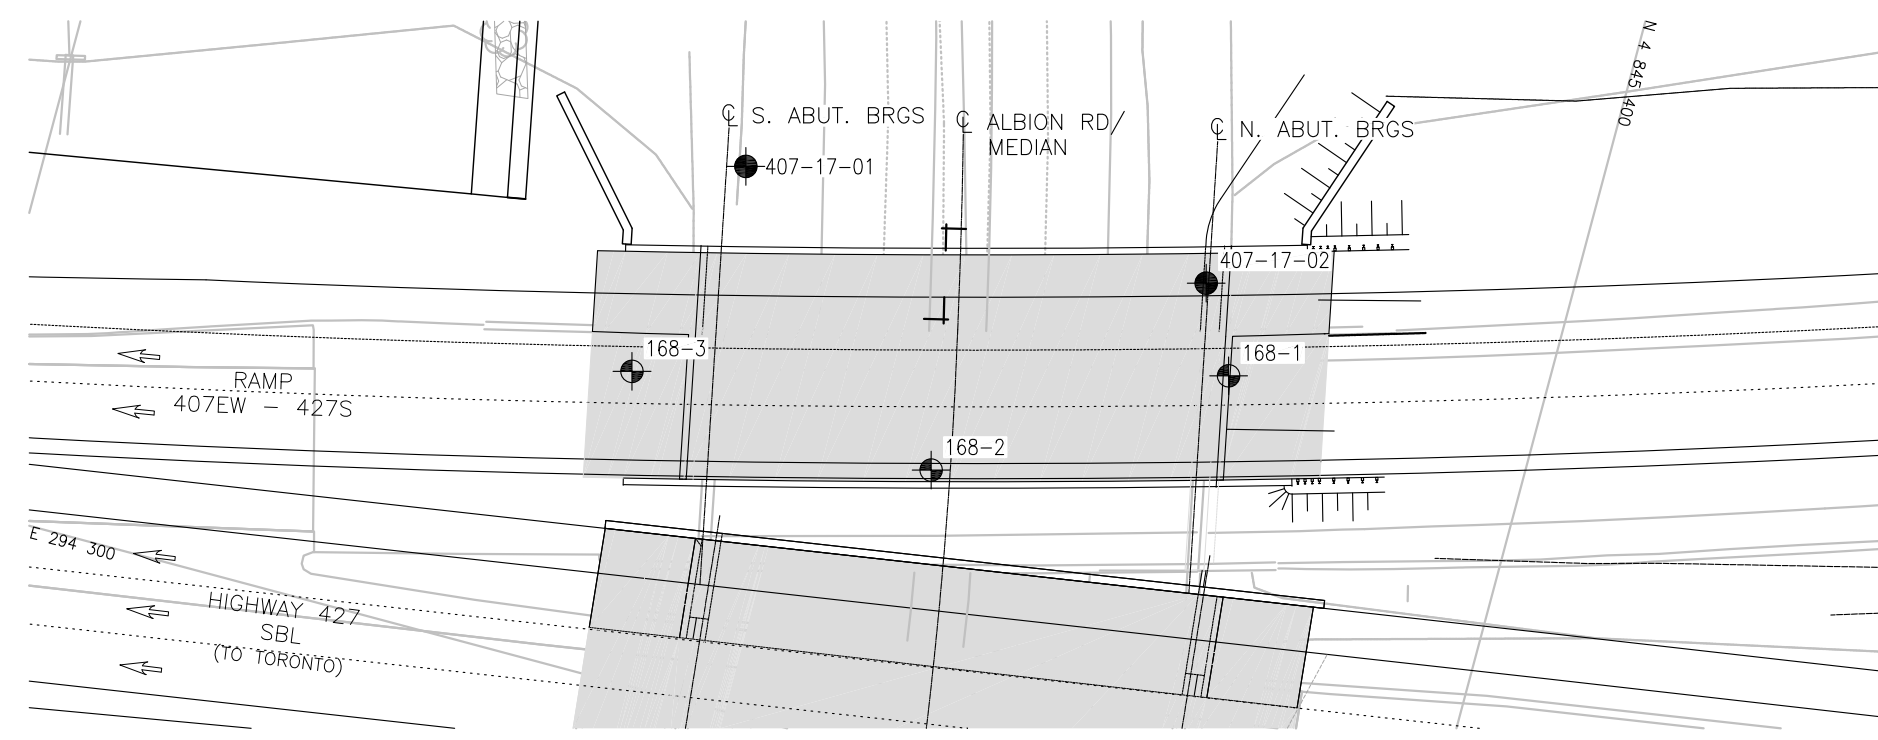 N 4 845 400
℄ S. ABUT. BRGS
℄ ALBION RD/
MEDIAN
℄ N. ABUT. BRGS
407-17-01
407-17-02
168-3
168-1
RAMP
407EW - 427S
168-2
E 294 300
HIGHWAY 427
SBL
(TO TORONTO)